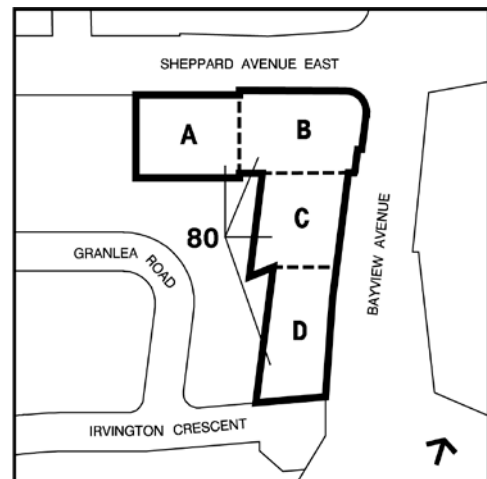 SHEPPARD AVENUE EAST
A
B
C
80
GRANLEA ROAD
BAYVIEW AVENUE
D
IRVINGTON CRESCENT